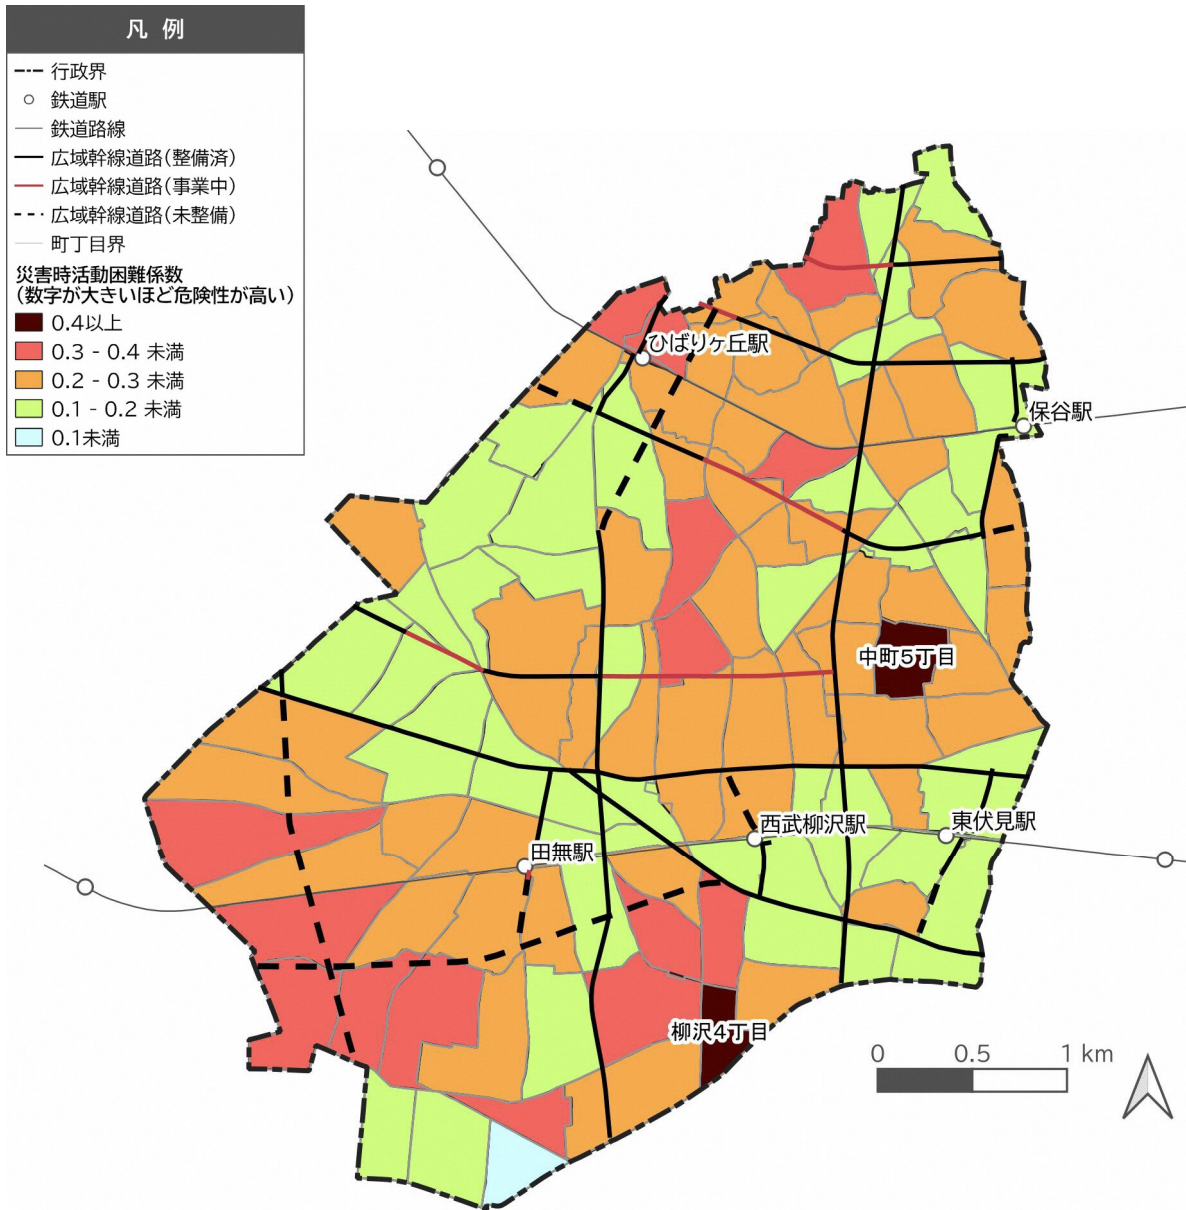 凡 例
行政界
鉄道駅
鉄道路線
広域幹線道路(整備済)
広域幹線道路(事業中)
広域幹線道路(未整備)
町丁目界
災害時活動困難係数
(数字が大きいほど危険性が高い)
0.4以上
0.3 - 0.4 未満
0.2 - 0.3 未満
0.1 - 0.2 未満
0.1未満
ひばりヶ丘駅
保谷駅
中町5丁目
西武柳沢駅
東伏見駅
田無駅
柳沢4丁目
0 0.5 1 km